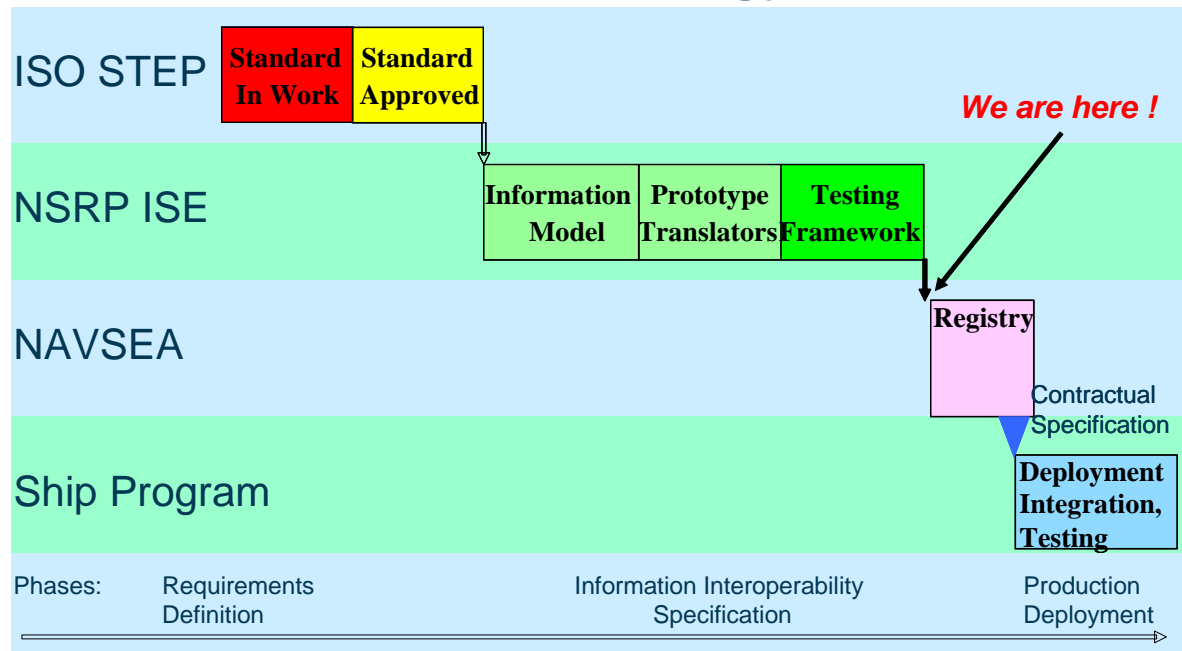 ISO STEP
Standard
In Work
Standard
Approved
We are here !
NSRP ISE
Information
Model
Prototype
Translators
Testing
Framework
NAVSEA
Registry
Contractual
Specification
Ship Program
Deployment
Integration,
Testing
Phases:
Requirements
Definition
Information Interoperability
Specification
Production
Deployment